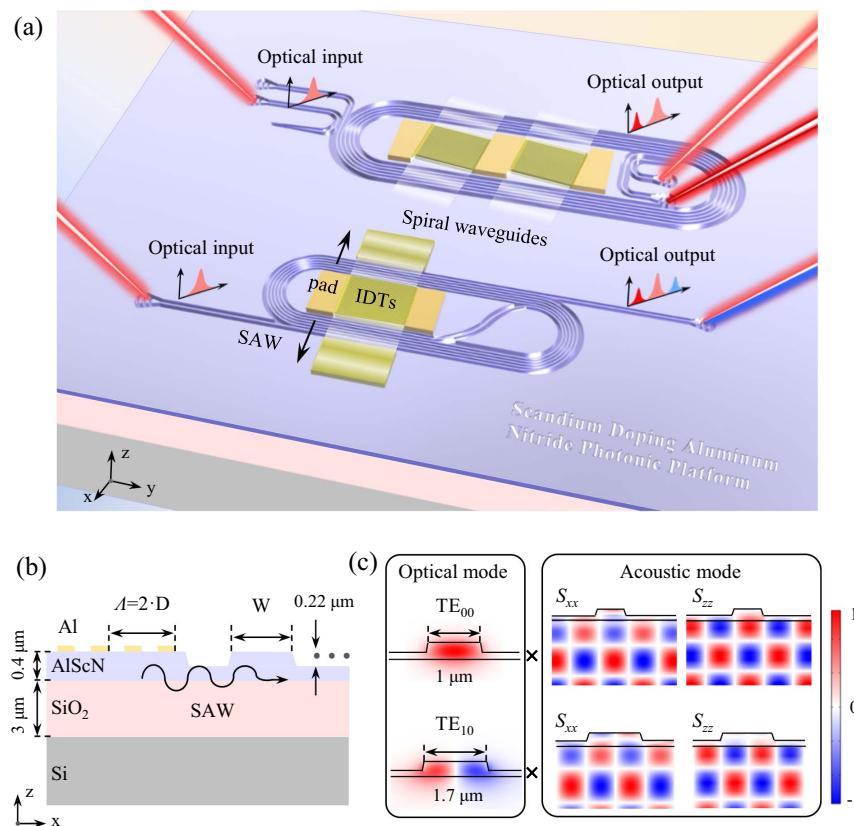 (a)
Optical input
Optical output
Spiral waveguides
Optical input
Optical output
pad
IDTs
SAW
Scandium Doping Aluminum
Nitride Photonic Platform
z
y
x
(b)
Λ=2·D
W
0.22 μm
Al
0.4 μm
AlScN
3 μm
SiO₂
SAW
Si
z
x
(c)
Optical mode
Acoustic mode
TE₀₀
1 μm
×
Sₓₓ
S_zz
TE₁₀
1.7 μm
×
Sₓₓ
S_zz
1
0